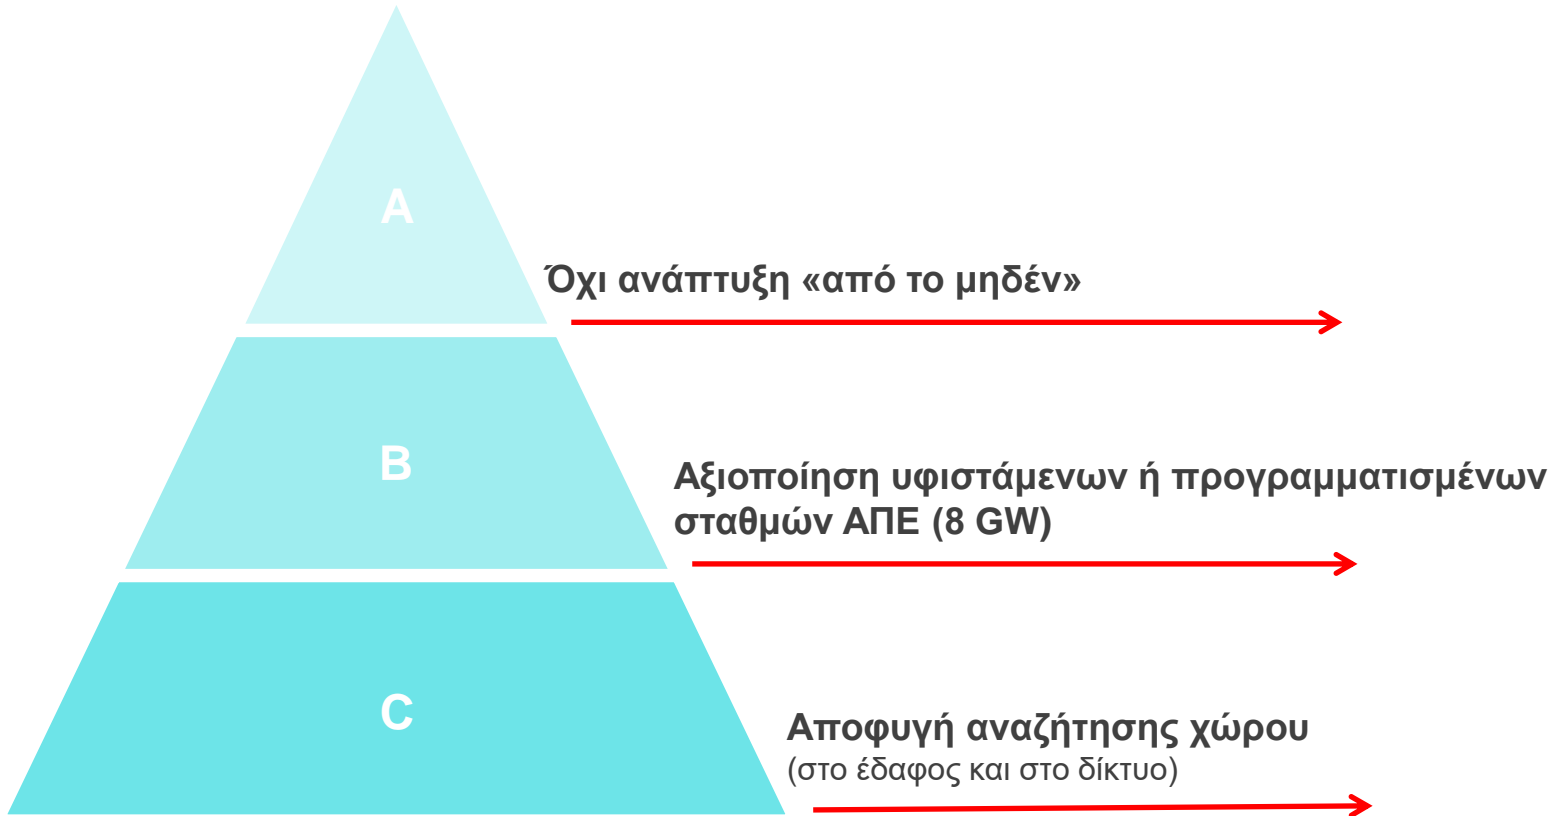 A
Όχι ανάπτυξη «από το μηδέν»
B
Αξιοποίηση υφιστάμενων ή προγραμματισμένων
σταθμών ΑΠΕ (8 GW)
C
Αποφυγή αναζήτησης χώρου
(στο έδαφος και στο δίκτυο)